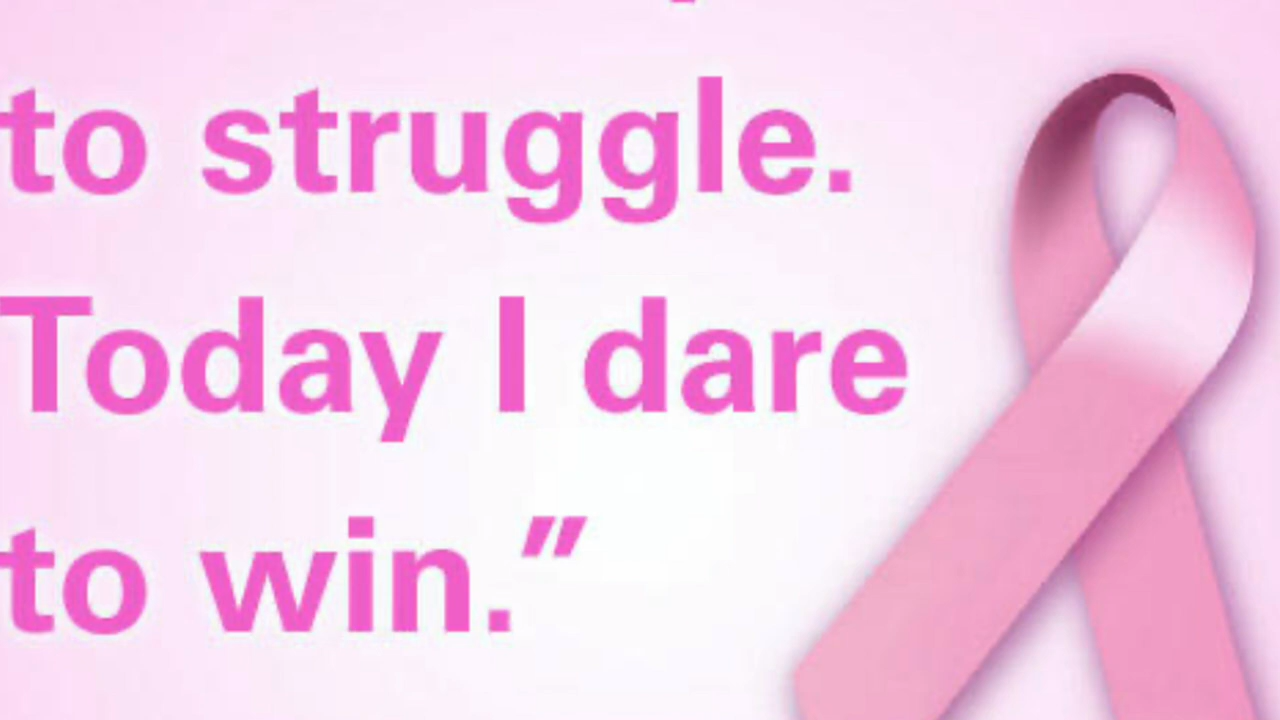 to struggle.
Today I dare
to win.”